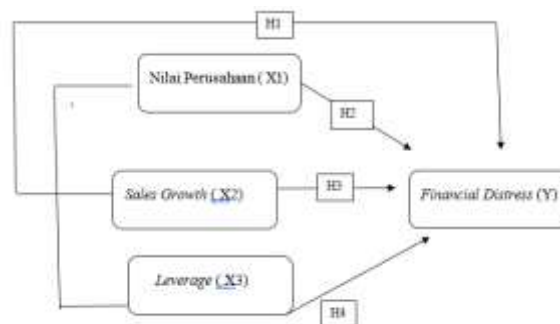 H1
Nilai Perusahaan ( X1)
H2
Sales Growth ( X2)
H3
Financial Distress (Y)
Leverage ( X3)
H4